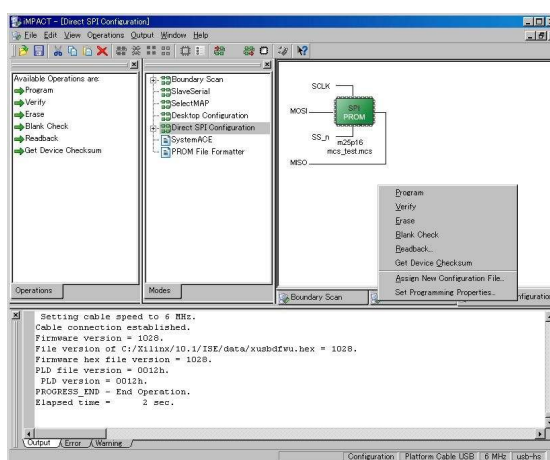 iMPACT - [Direct SPI Configuration]
File Edit View Operations Output Window Help
Available Operations are:
Program
Verify
Erase
Blank Check
Readback
Get Device Checksum
Operations
Boundary Scan
SlaveSerial
SelectMAP
Desktop Configuration
Direct SPI Configuration
SystemACE
PROM File Formatter
Modes
SCLK
MOSI
SPI
PROM
SS_n
m25p16
mcs_test.mcs
MISO
Program
Verify
Erase
Blank Check
Readback...
Get Device Checksum
Assign New Configuration File...
Set Programming Properties...
Boundary Scan
nfiguration
Setting cable speed to 6 MHz.
Cable connection established.
Firmware version = 1028.
File version of C:/Xilinx/10.1/ISE/data/xusbdfwu.hex = 1028.
Firmware hex file version = 1028.
PLD file version = 0012h.
PLD version = 0012h.
PROGRESS_END - End Operation.
Elapsed time = 2 sec.
Output Error Warning
Configuration Platform Cable USB 6 MHz usb-hs